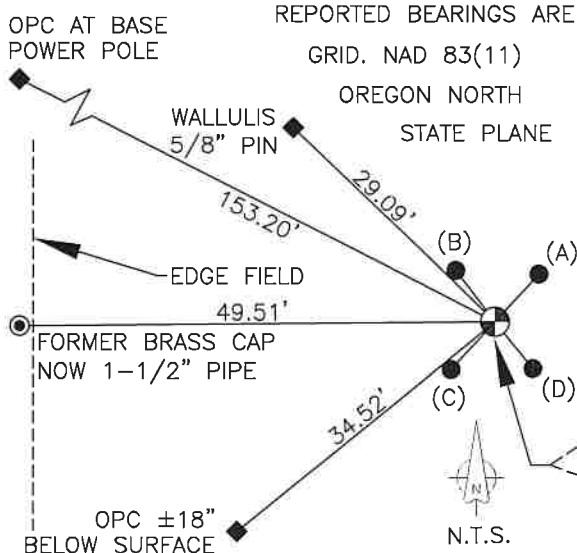 OPC AT BASE
POWER POLE
REPORTED BEARINGS ARE
GRID. NAD 83(11)
OREGON NORTH
STATE PLANE
WALLULIS
5/8" PIN
153.20'
29.09'
(B)
(A)
EDGE FIELD
49.51'
FORMER BRASS CAP
NOW 1-1/2" PIPE
(C)
(D)
34.52'
N
N.T.S.
OPC ±18"
BELOW SURFACE